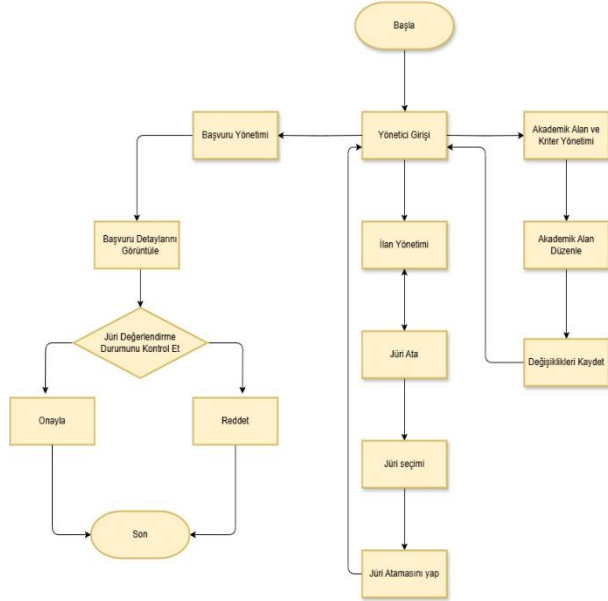 Başla
Başvuru Yönetimi
Yönetici Girişi
Akademik Alan ve
Kriter Yönetimi
Başvuru Detaylarını
Görüntüle
İlan Yönetimi
Akademik Alan
Düzenle
Jüri Değerlendirme
Durumunu Kontrol Et
Jüri Ata
Değişiklikleri Kaydet
Onayla
Reddet
Jüri seçimi
Son
Jüri Atamasını yap